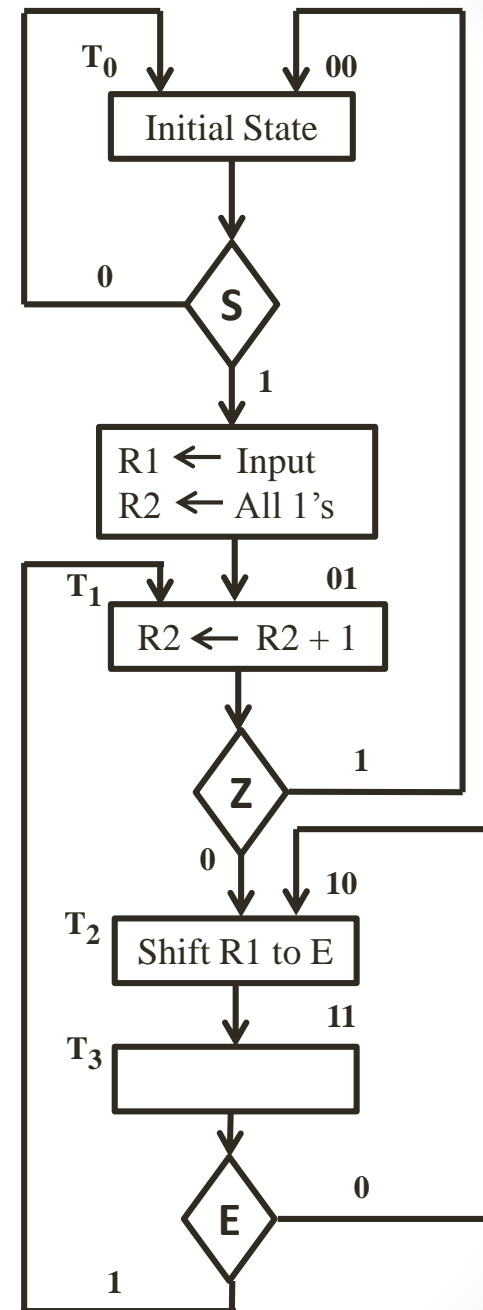 T0 00
Initial State
0
S
1
R1 ← Input
R2 ← All 1's
T1 01
R2 ← R2 + 1
1
Z
0
10
T2
Shift R1 to E
11
T3
0
E
1